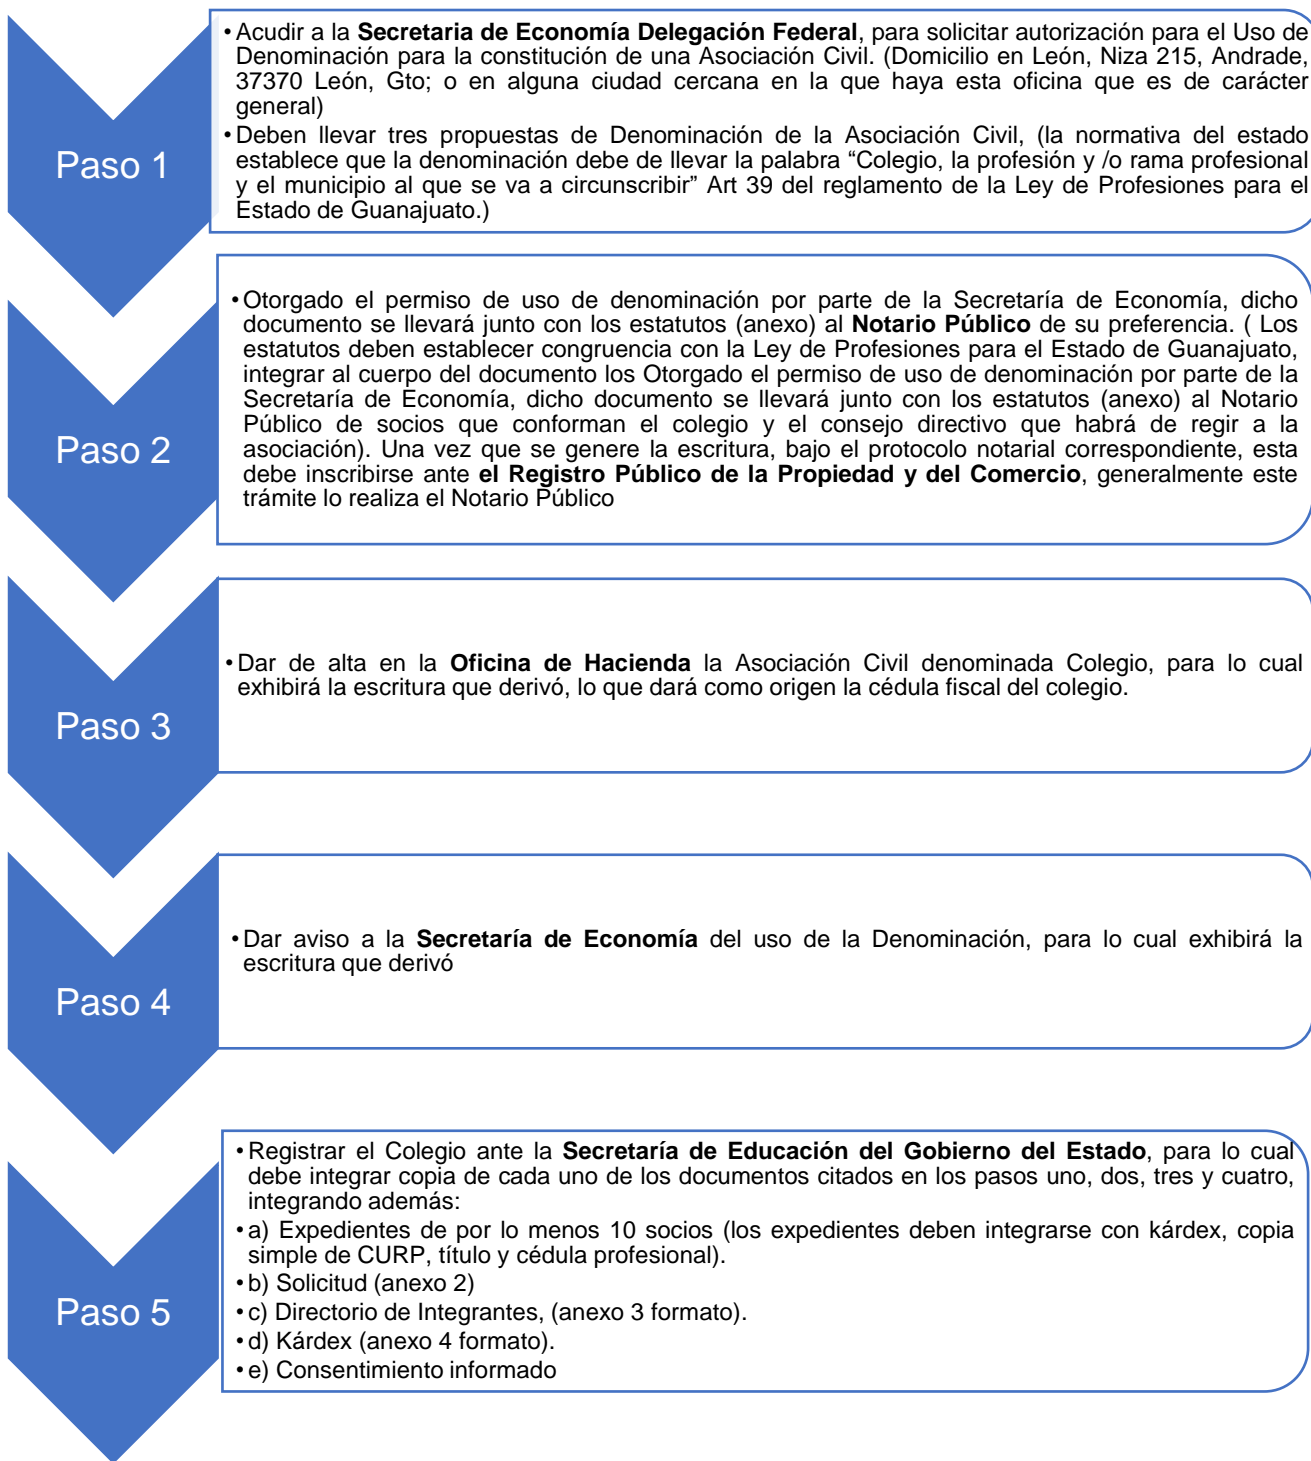 Paso 1
• Acudir a la Secretaria de Economía Delegación Federal, para solicitar autorización para el Uso de
Denominación para la constitución de una Asociación Civil. (Domicilio en León, Niza 215, Andrade,
37370 León, Gto; o en alguna ciudad cercana en la que haya esta oficina que es de carácter
general)
• Deben llevar tres propuestas de Denominación de la Asociación Civil, (la normativa del estado
establece que la denominación debe de llevar la palabra “Colegio, la profesión y /o rama profesional
y el municipio al que se va a circunscribir” Art 39 del reglamento de la Ley de Profesiones para el
Estado de Guanajuato.)
Paso 2
• Otorgado el permiso de uso de denominación por parte de la Secretaría de Economía, dicho
documento se llevará junto con los estatutos (anexo) al Notario Público de su preferencia. ( Los
estatutos deben establecer congruencia con la Ley de Profesiones para el Estado de Guanajuato,
integrar al cuerpo del documento los Otorgado el permiso de uso de denominación por parte de la
Secretaría de Economía, dicho documento se llevará junto con los estatutos (anexo) al Notario
Público de socios que conforman el colegio y el consejo directivo que habrá de regir a la
asociación). Una vez que se genere la escritura, bajo el protocolo notarial correspondiente, esta
debe inscribirse ante el Registro Público de la Propiedad y del Comercio, generalmente este
trámite lo realiza el Notario Público
Paso 3
• Dar de alta en la Oficina de Hacienda la Asociación Civil denominada Colegio, para lo cual
exhibirá la escritura que derivó, lo que dará como origen la cédula fiscal del colegio.
Paso 4
• Dar aviso a la Secretaría de Economía del uso de la Denominación, para lo cual exhibirá la
escritura que derivó
Paso 5
• Registrar el Colegio ante la Secretaría de Educación del Gobierno del Estado, para lo cual
debe integrar copia de cada uno de los documentos citados en los pasos uno, dos, tres y cuatro,
integrando además:
• a) Expedientes de por lo menos 10 socios (los expedientes deben integrarse con kárdex, copia
simple de CURP, título y cédula profesional).
• b) Solicitud (anexo 2)
• c) Directorio de Integrantes, (anexo 3 formato).
• d) Kárdex (anexo 4 formato).
• e) Consentimiento informado